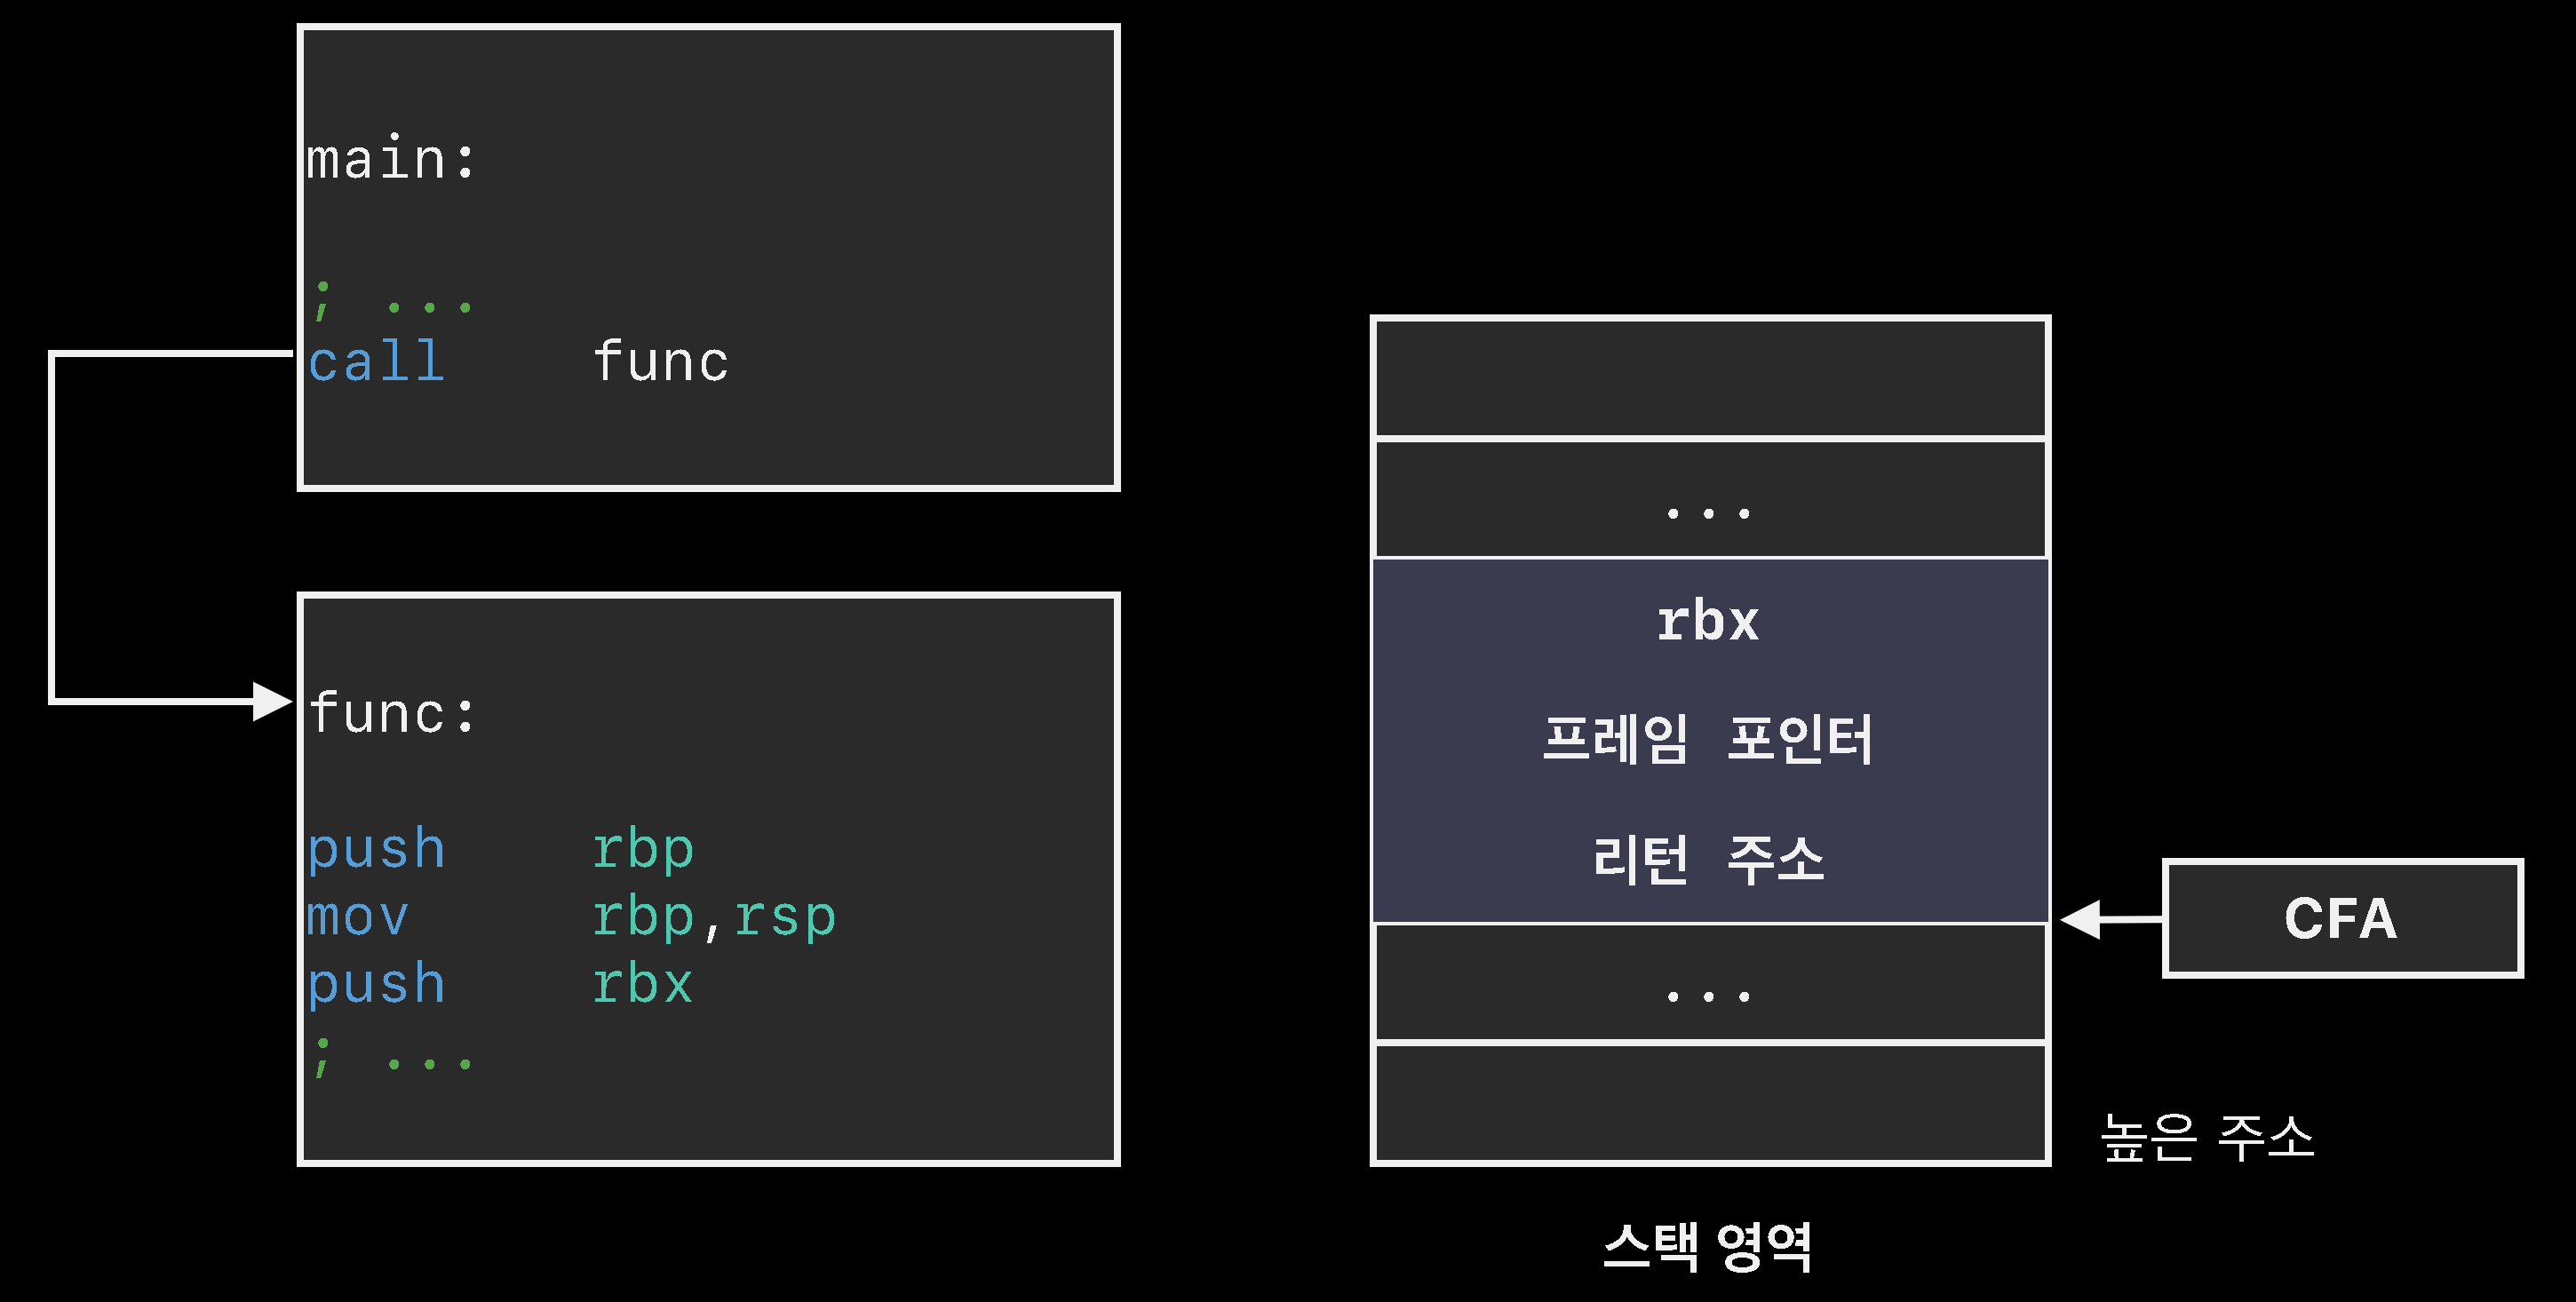 main:
; ...
call func
func:
push rbp
mov rbp,rsp
push rbx
; ...
...
rbx
프레임 포인터
리턴 주소
...
CFA
높은 주소
스택 영역